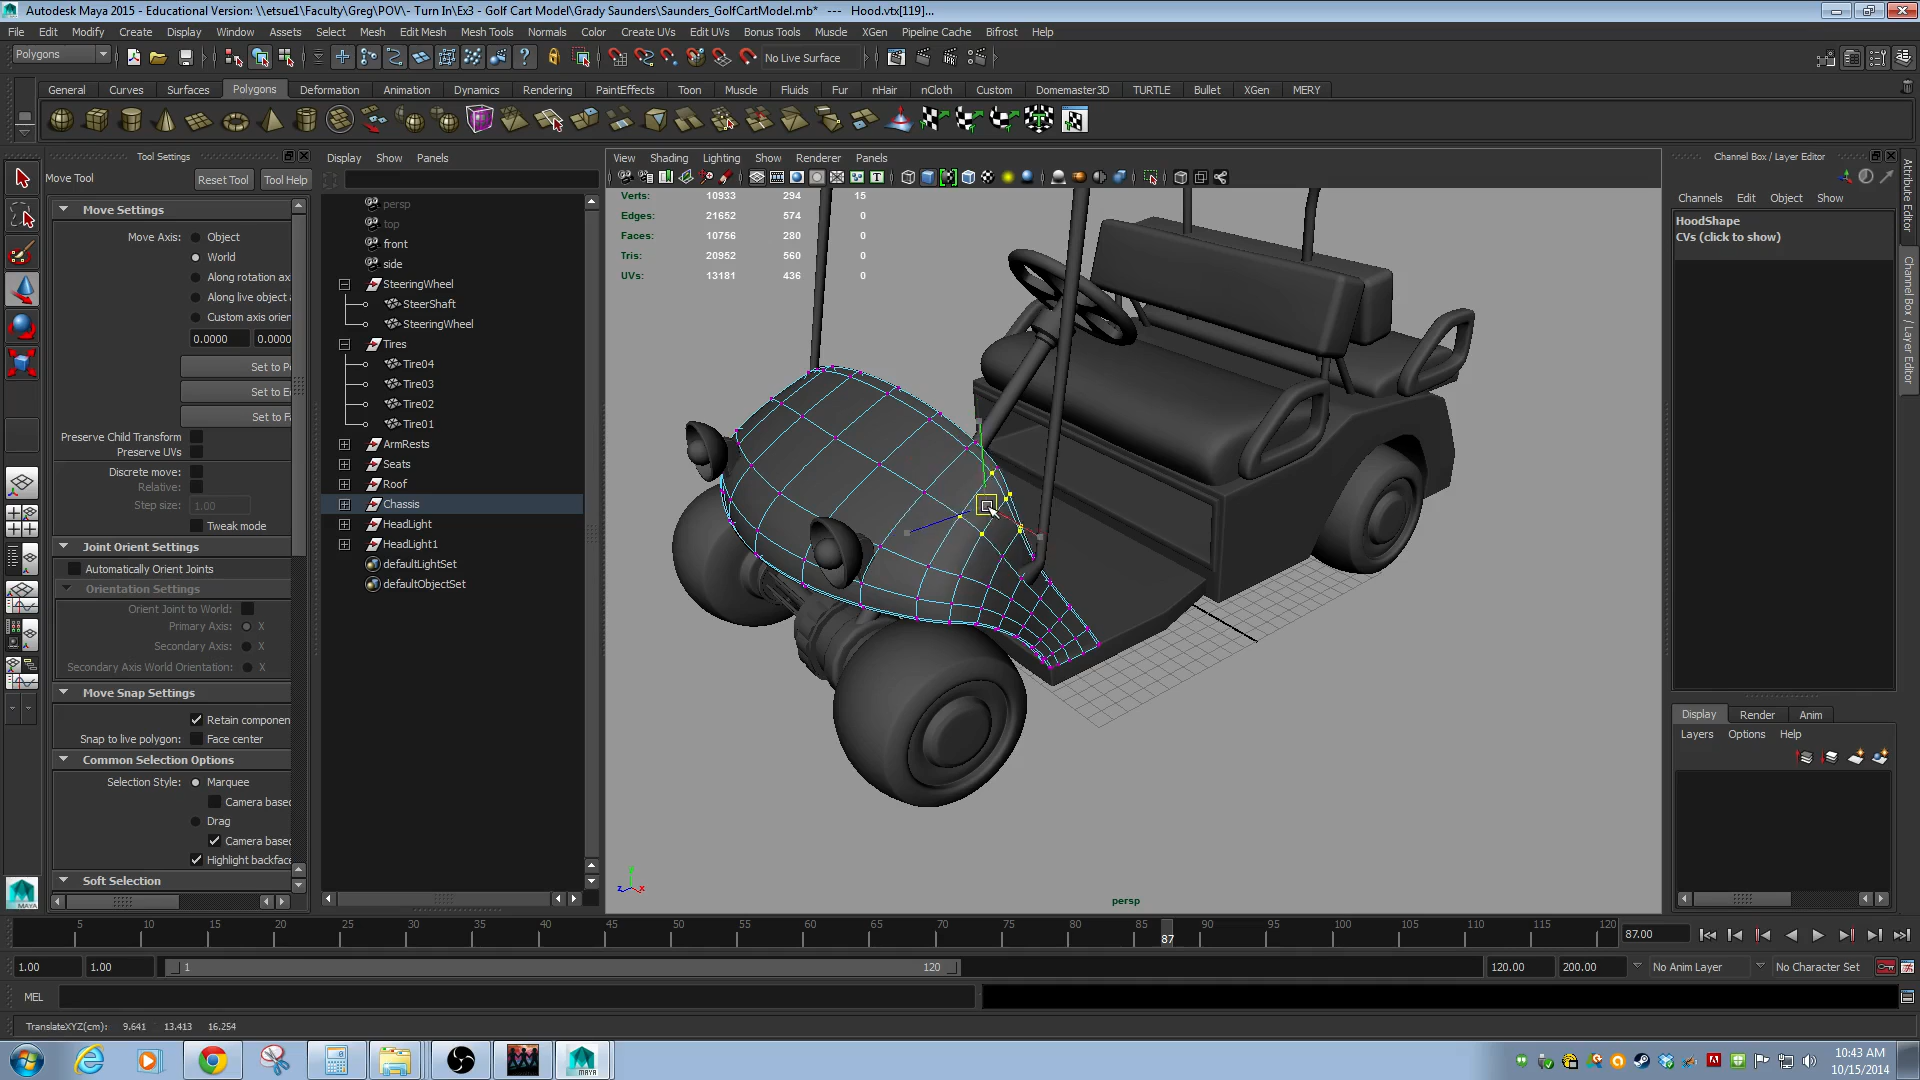 Autodesk Maya 2015 - Educational Version: \\etsue1\Faculty\Greg\POV\- Turn In\Ex3 - Golf Cart Model\Grady Saunders\Saunders_GolfCartModel.mb*   ---   Hood.vtx[119]...
File Edit Modify Create Display Window Assets Select Mesh Edit Mesh Mesh Tools Normals Color Create UVs Edit UVs Bonus Tools Muscle XGen Pipeline Cache Bifrost Help
Polygons No Live Surface
General Curves Surfaces Polygons Deformation Animation Dynamics Rendering PaintEffects Toon Muscle Fluids Fur nHair nCloth Custom Domemaster3D TURTLE Bullet XGen MERY
Tool Settings
Move Tool Reset Tool Tool Help
Move Settings
Move Axis: Object
World
Along rotation axi
Along live object a
Custom axis orien
0.0000 0.0000
Set to P
Set to E
Set to F
Preserve Child Transform
Preserve UVs
Discrete move:
Relative:
Step size: 1.00
Tweak mode
Joint Orient Settings
Automatically Orient Joints
Orientation Settings
Orient Joint to World:
Primary Axis: X
Secondary Axis: X
Secondary Axis World Orientation: X
Move Snap Settings
Retain componen
Snap to live polygon: Face center
Common Selection Options
Selection Style: Marquee
Camera based
Drag
Camera based
Highlight backface
Soft Selection
Display Show Panels
persp
top
front
side
SteeringWheel
SteerShaft
SteeringWheel
Tires
Tire04
Tire03
Tire02
Tire01
ArmRests
Seats
Roof
Chassis
HeadLight
HeadLight1
defaultLightSet
defaultObjectSet
View Shading Lighting Show Renderer Panels
Verts: 10933 294 15
Edges: 21652 574 0
Faces: 10756 280 0
Tris: 20952 560 0
UVs: 13181 436 0
z x
persp
Channel Box / Layer Editor
Channels Edit Object Show
HoodShape
CVs (click to show)
Attribute Editor
Channel Box / Layer Editor
Display Render Anim
Layers Options Help
5 10 15 20 25 30 35 40 45 50 55 60 65 70 75 80 85 90 95 100 105 110 115 120
87
87.00
1.00 1.00 1 120 120.00 200.00 No Anim Layer No Character Set
MEL
TranslateXYZ(cm): 9.641 13.413 16.254
MAYA
10:43 AM
10/15/2014